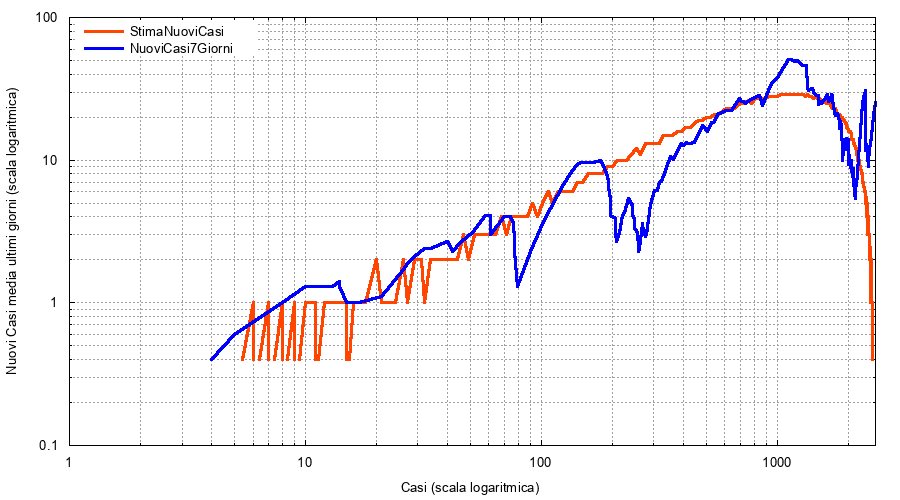 100
StimaNuoviCasi
NuoviCasi7Giorni
10
1
0.1
Nuovi Casi media ultimi giorni (scala logaritmica)
1
10
100
1000
Casi (scala logaritmica)